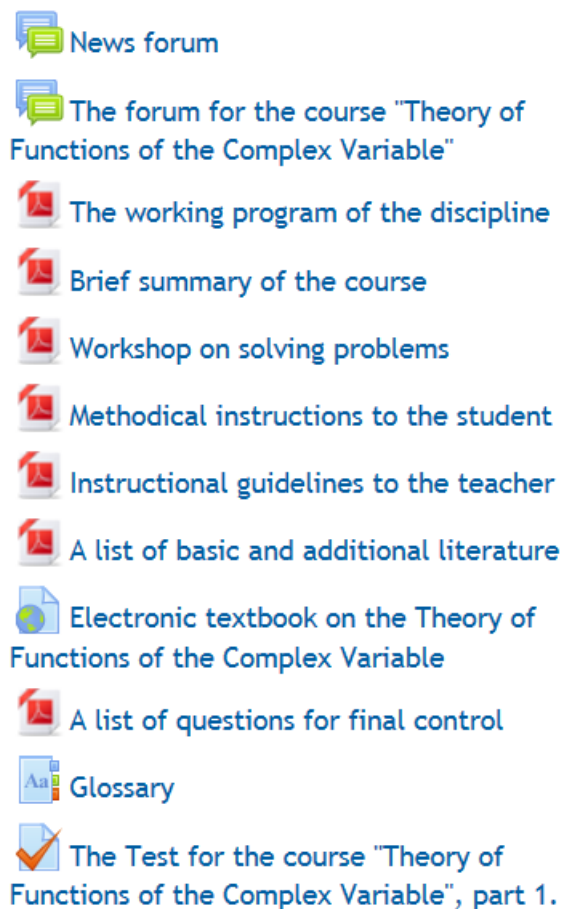 News forum
The forum for the course "Theory of
Functions of the Complex Variable"
The working program of the discipline
Brief summary of the course
Workshop on solving problems
Methodical instructions to the student
Instructional guidelines to the teacher
A list of basic and additional literature
Electronic textbook on the Theory of
Functions of the Complex Variable
A list of questions for final control
Aa Glossary
The Test for the course "Theory of
Functions of the Complex Variable", part 1.